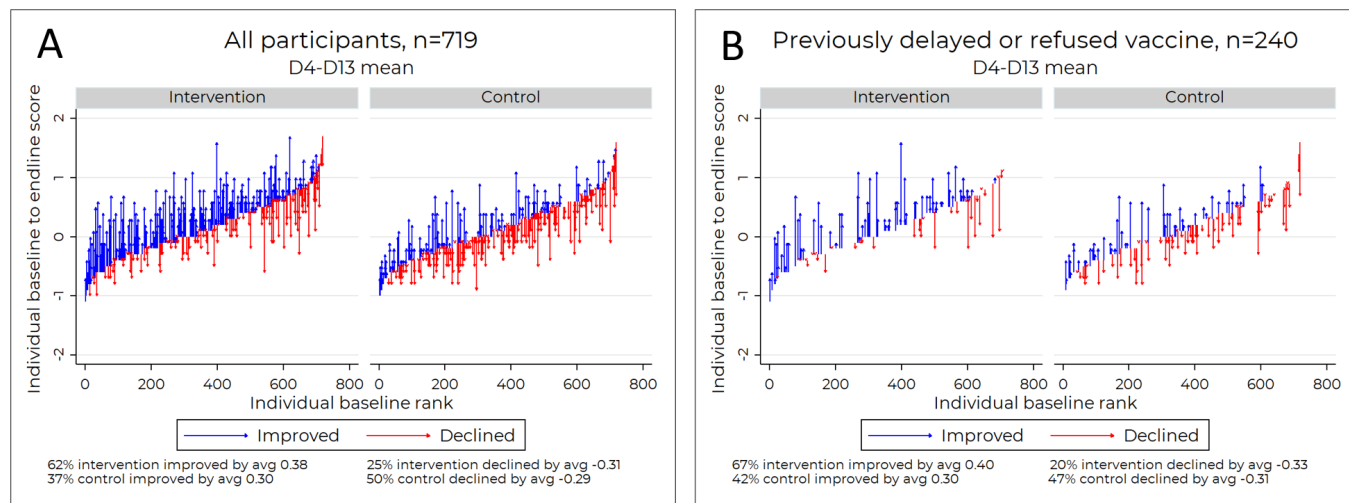 A
All participants, n=719
D4-D13 mean
Intervention
Control
Individual baseline to endline score
2
1
0
-1
-2
0 200 400 600 800 0 200 400 600 800
Individual baseline rank
Improved Declined
62% intervention improved by avg 0.38 25% intervention declined by avg -0.31
37% control improved by avg 0.30 50% control declined by avg -0.29
B
Previously delayed or refused vaccine, n=240
D4-D13 mean
Intervention
Control
Individual baseline to endline score
2
1
0
-1
-2
0 200 400 600 800 0 200 400 600 800
Individual baseline rank
Improved Declined
67% intervention improved by avg 0.40 20% intervention declined by avg -0.33
42% control improved by avg 0.30 47% control declined by avg -0.31